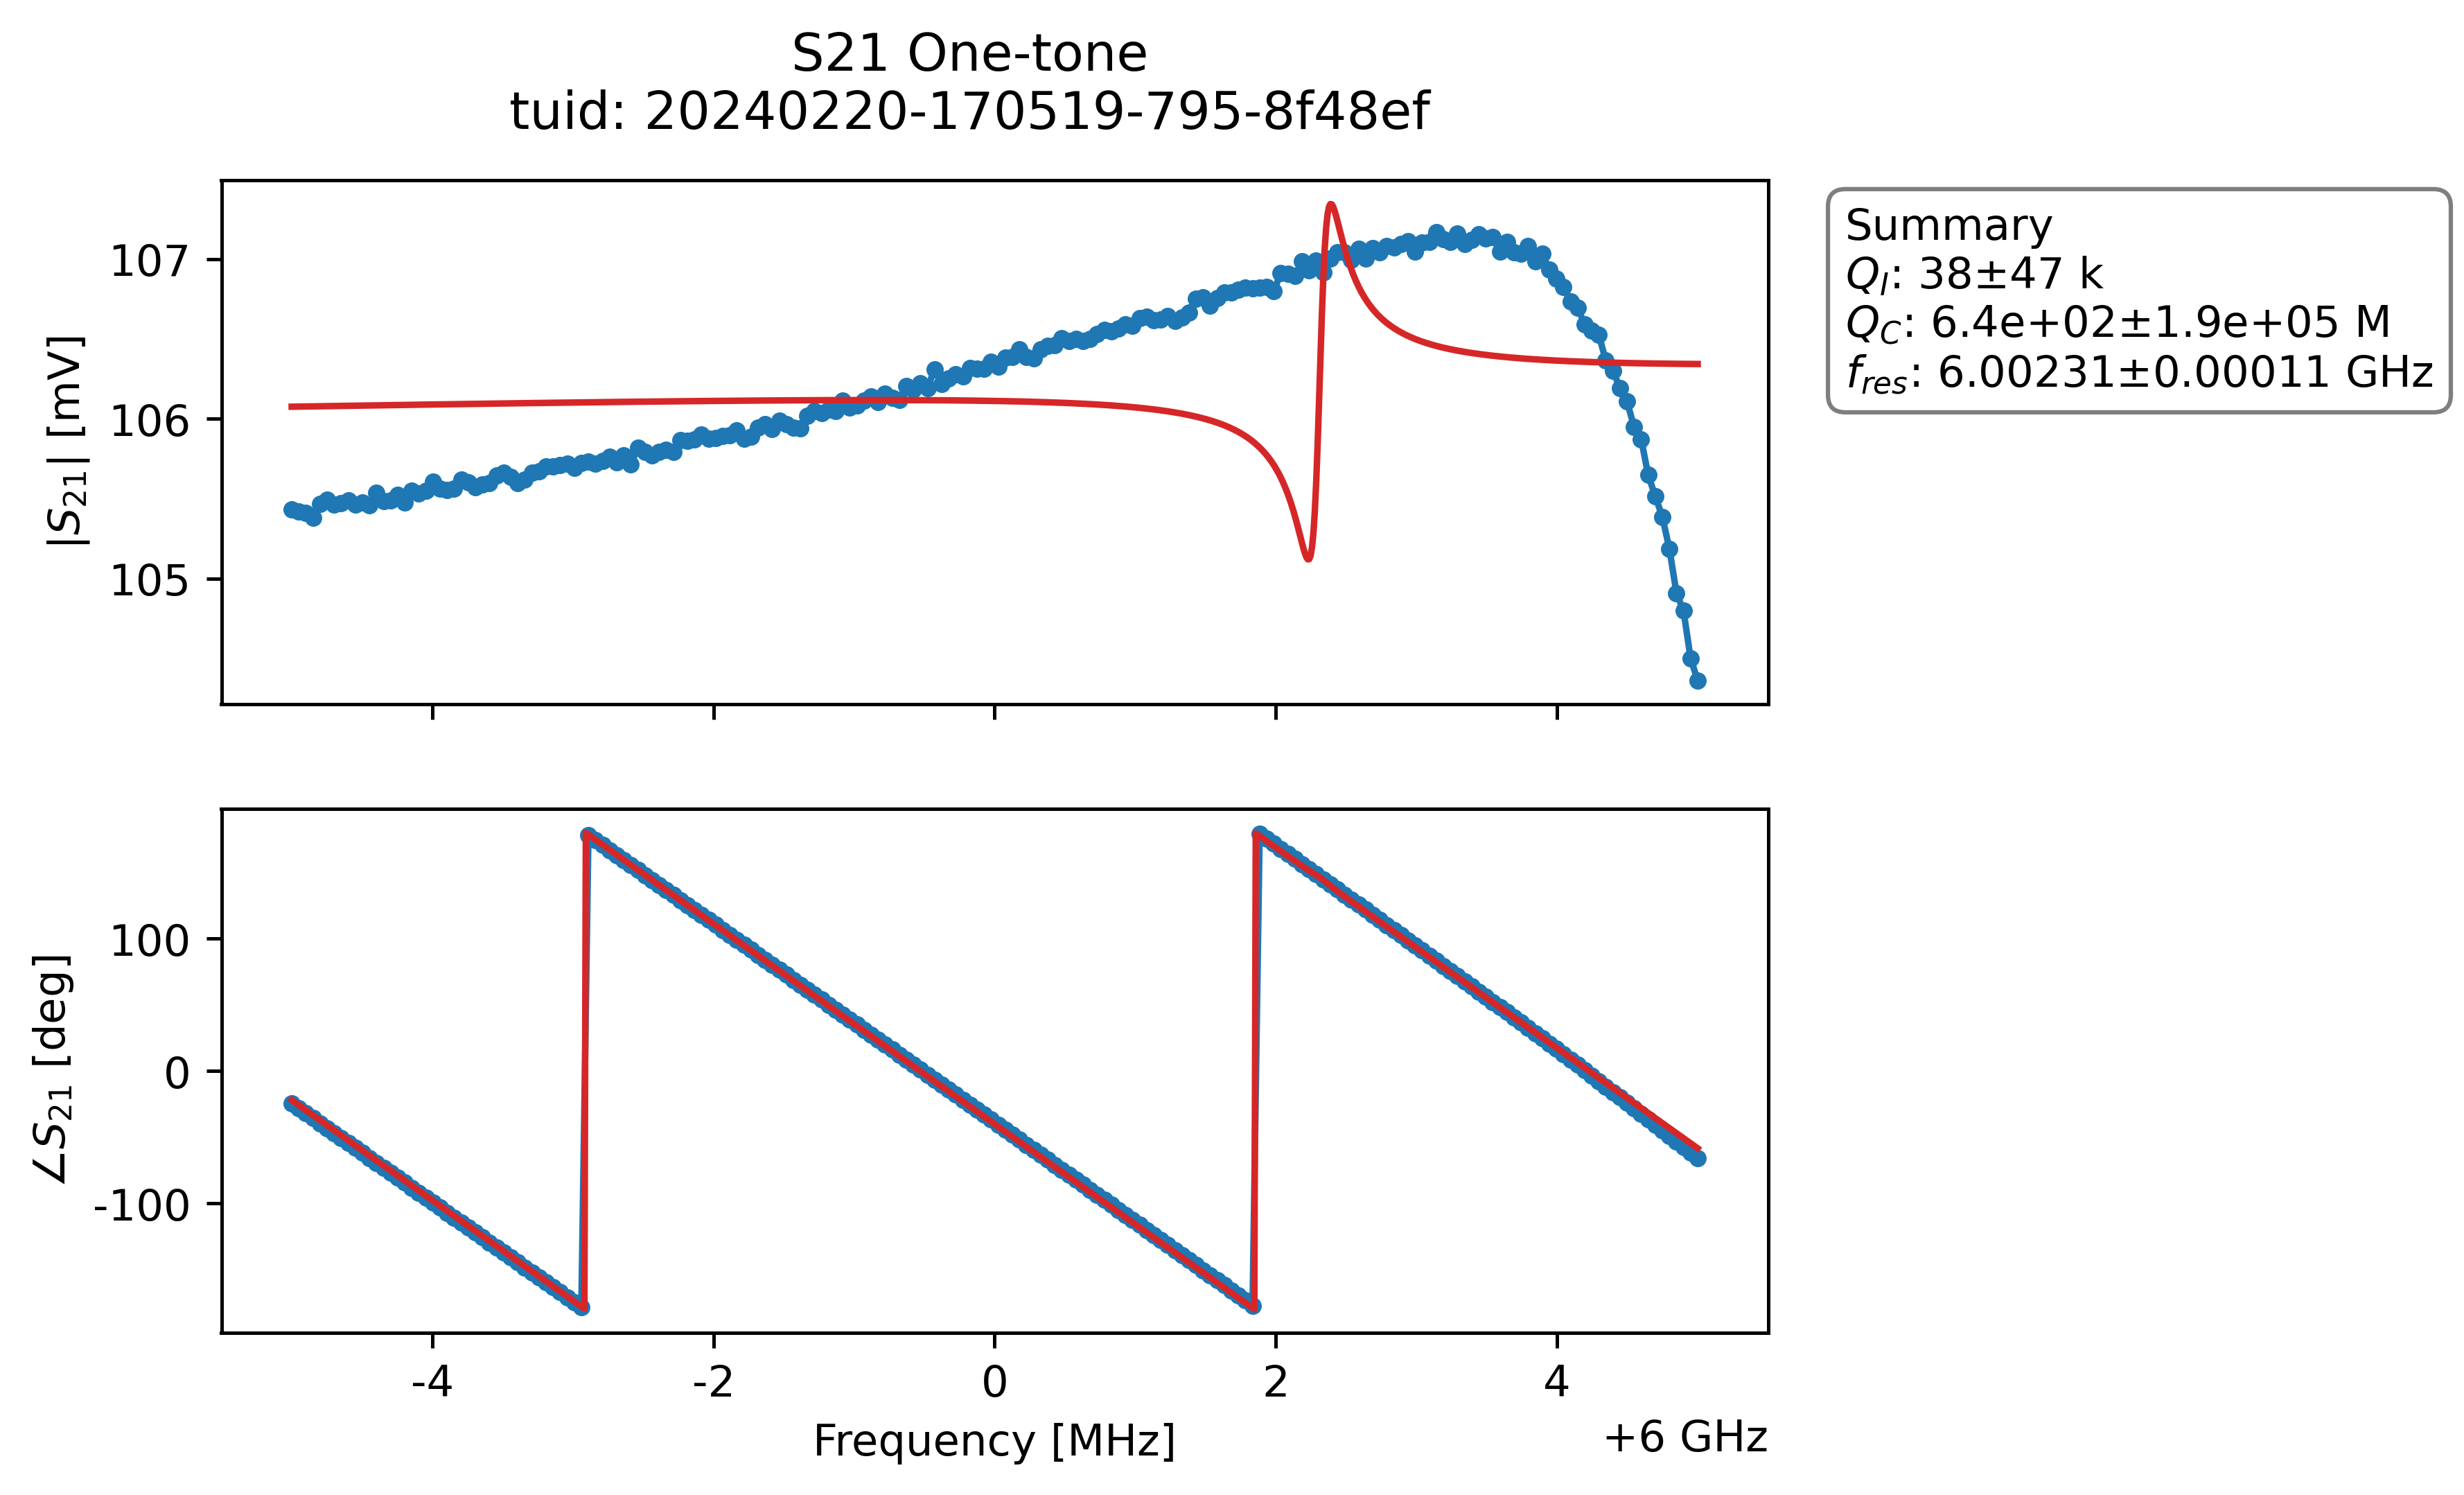 S21 One-tone
tuid: 20240220-170519-795-8f48ef
|S21| [mV]
107
106
105
Summary
QI: 38±47 k
QC: 6.4e+02±1.9e+05 M
fres: 6.00231±0.00011 GHz
∠S21 [deg]
100
0
-100
-4
-2
0
2
4
Frequency [MHz]
+6 GHz